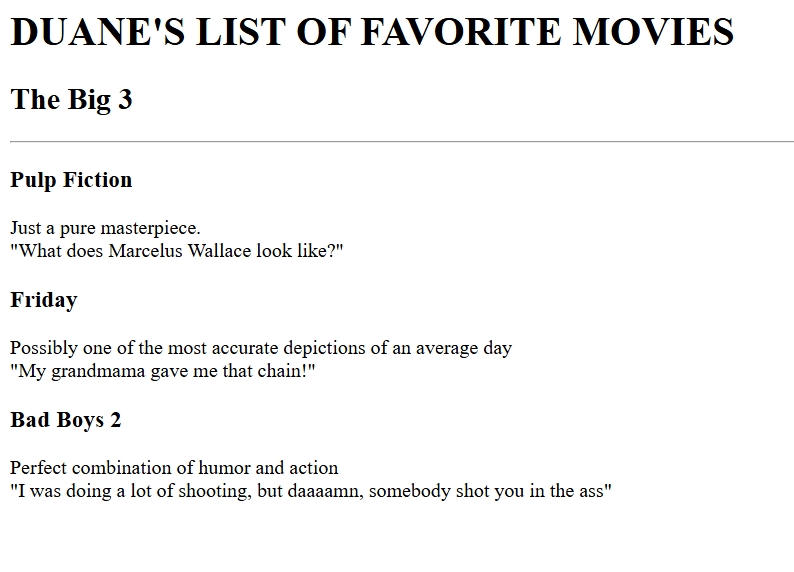 DUANE'S LIST OF FAVORITE MOVIES
The Big 3
Pulp Fiction
Just a pure masterpiece.
"What does Marcelus Wallace look like?"
Friday
Possibly one of the most accurate depictions of an average day
"My grandmama gave me that chain!"
Bad Boys 2
Perfect combination of humor and action
"I was doing a lot of shooting, but daaaamn, somebody shot you in the ass"